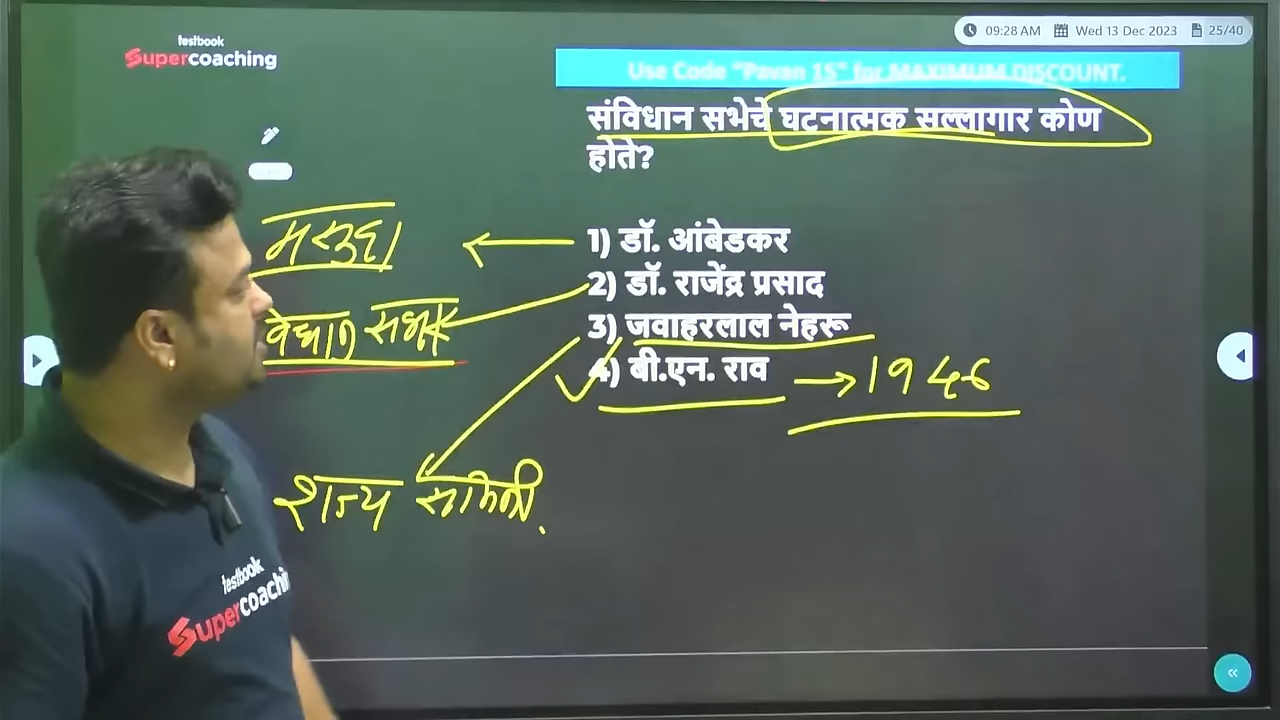 testbook
Supercoaching
09:28 AM Wed 13 Dec 2023 25/40
Use Code "Pavan 15" for MAXIMUM DISCOUNT.
संविधान सभेचे घटनात्मक सल्लागार कोण
होते?
मसुदा
1) डॉ. आंबेडकर
2) डॉ. राजेंद्र प्रसाद
3) जवाहरलाल नेहरू
4) बी.एन. राव → 1946
राज्य समिती.
testbook
Supercoaching